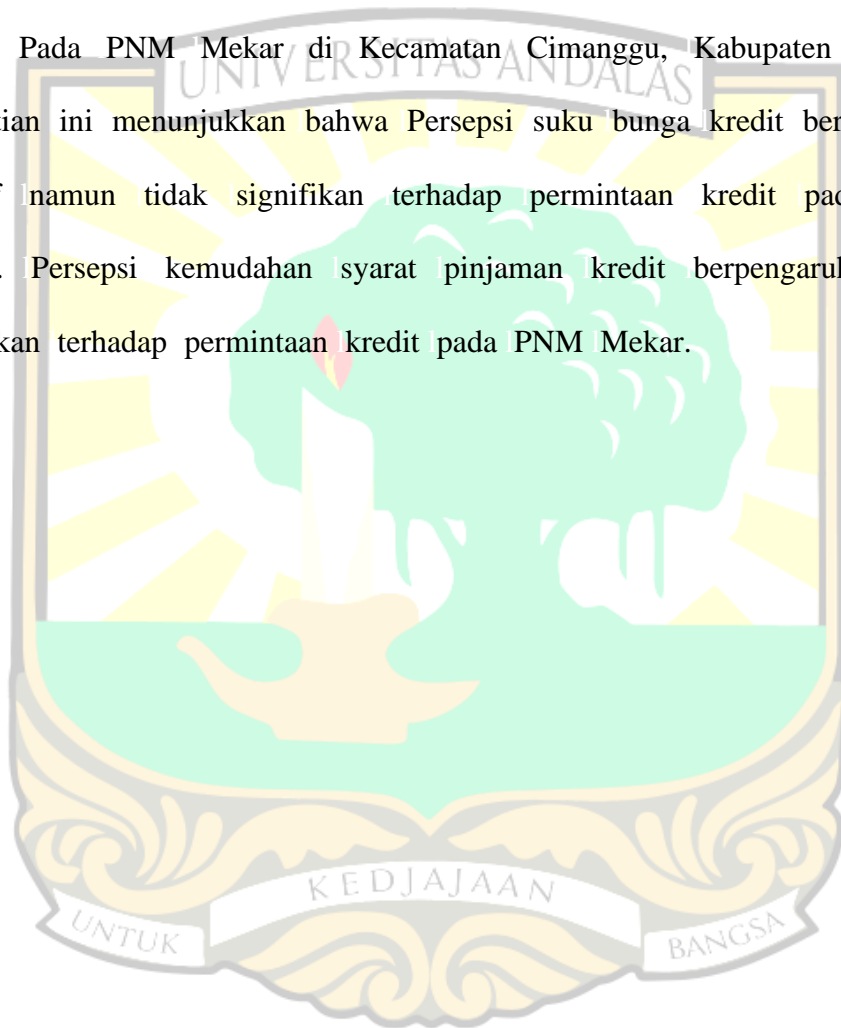 Pada PNM Mekar di Kecamatan Cimanggu, Kabupaten
UNIVERSITAS ANDALAS
tian ini menunjukkan bahwa Persepsi suku bunga kredit ber
namun tidak signifikan terhadap permintaan kredit pad
. Persepsi kemudahan syarat pinjaman kredit berpengaruh
kan terhadap permintaan kredit pada PNM Mekar.
KEDJAJAAN
UNTUK
BANGSA